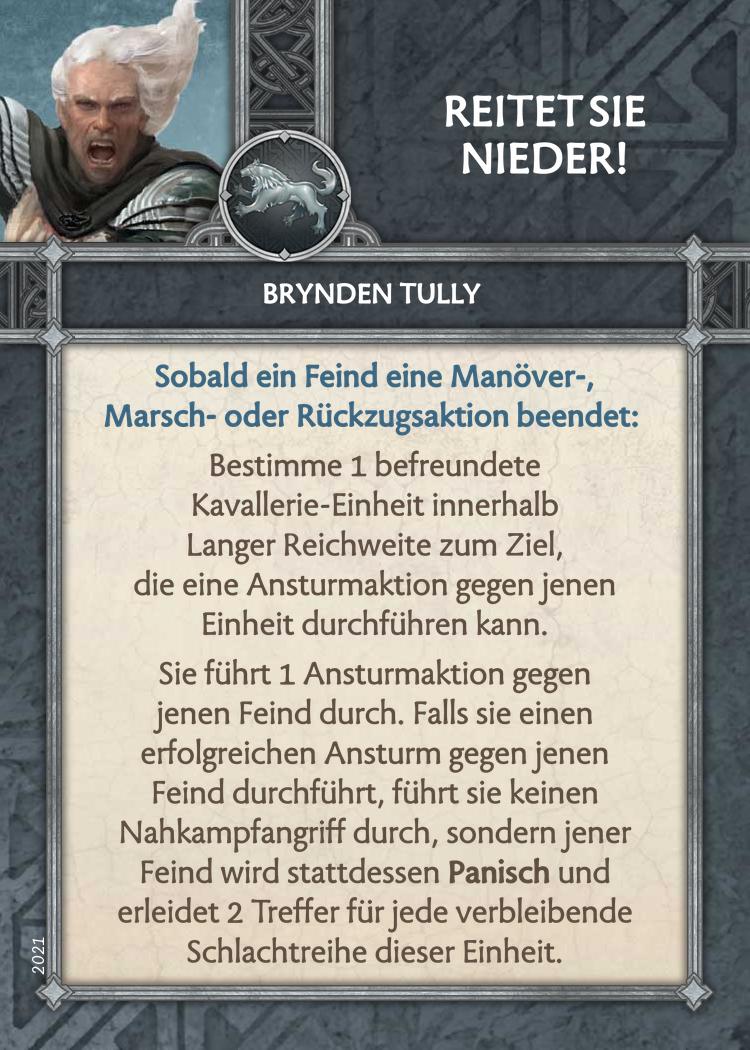 REITET SIE
NIEDER!
BRYNDEN TULLY
Sobald ein Feind eine Manöver-,
Marsch- oder Rückzugsaktion beendet:
Bestimme 1 befreundete
Kavallerie-Einheit innerhalb
Langer Reichweite zum Ziel,
die eine Ansturmaktion gegen jenen
Einheit durchführen kann.
Sie führt 1 Ansturmaktion gegen
jenen Feind durch. Falls sie einen
erfolgreichen Ansturm gegen jenen
Feind durchführt, führt sie keinen
Nahkampfangriff durch, sondern jener
Feind wird stattdessen Panisch und
erleidet 2 Treffer für jede verbleibende
Schlachtreihe dieser Einheit.
2021